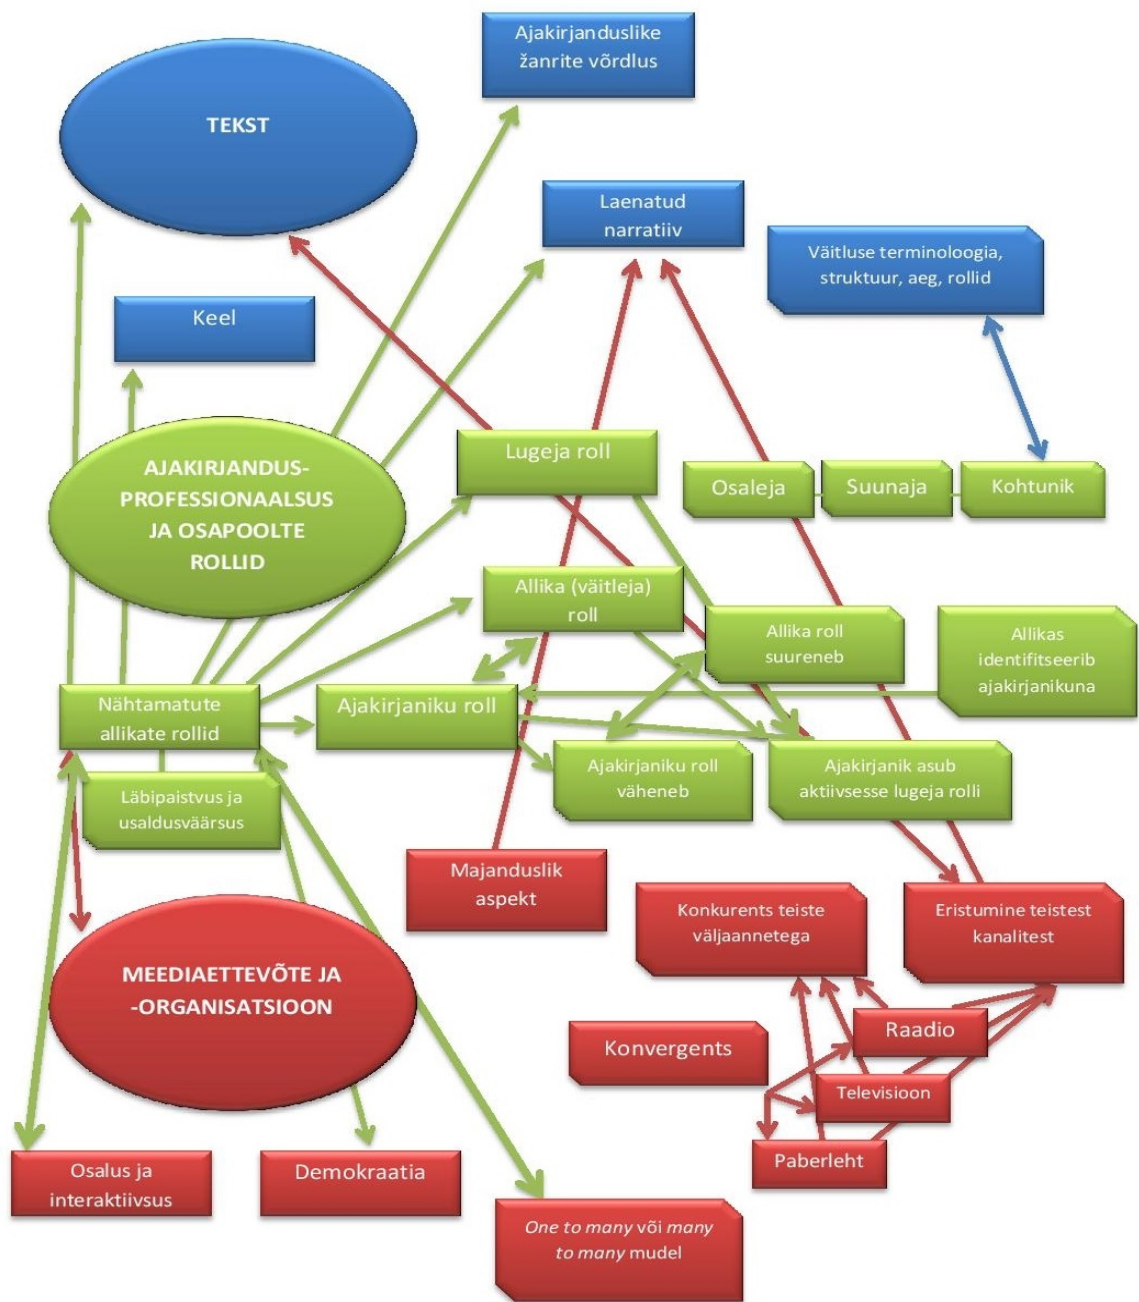 Ajakirjanduslike
žanrite võrdlus
TEKST
Laenatud
narratiiv
Väitluse terminoloogia,
struktuur, aeg, rollid
Keel
Lugeja roll
AJAKIRJANDUS-
PROFESSIONAALSUS
JA OSAPOOLTE
ROLLID
Osaleja
Suunaja
Kohtunik
Allika (väitleja)
roll
Allika roll
suureneb
Allikas
identifitseerib
ajakirjanikuna
Nähtamatute
allikate rollid
Ajakirjaniku roll
Ajakirjaniku roll
väheneb
Ajakirjanik asub
aktiivsesse lugeja rolli
Läbipaistvus ja
usaldusväärsus
Majanduslik
aspekt
Konkurents teiste
väljaannetega
Eristumine teistest
kanalitest
MEEDIAETTEVÕTE JA
-ORGANISATSIOON
Raadio
Konvergents
Televisioon
Paberleht
Osalus ja
interaktiivsus
Demokraatia
One to many või many
to many mudel